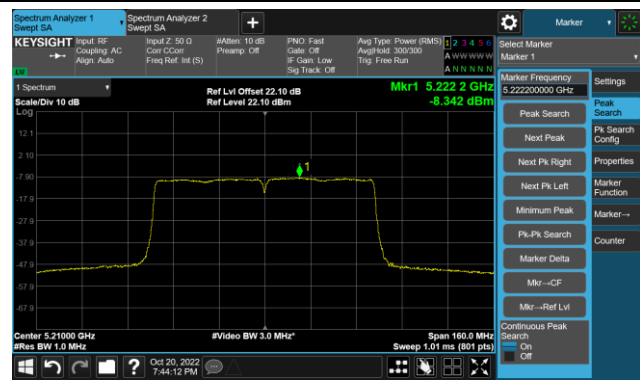 Spectrum Analyzer 1
Swept SA
Spectrum Analyzer 2
Swept SA
+
Marker
KEYSIGHT
Input: RF
Coupling: AC
Align: Auto
Input Z: 50 Ω
Corr CCorr
Freq Ref: Int (S)
#Atten: 10 dB
Preamp: Off
PNO: Fast
Gate: Off
IF Gain: Low
Sig Track: Off
Avg Type: Power (RMS)
Avg|Hold: 300/300
Trig: Free Run
1 2 3 4 5 6
A W W W W W
A N N N N N
LW
Select Marker
Marker 1
1 Spectrum
Scale/Div 10 dB
Log
Ref Lvl Offset 22.10 dB
Ref Level 22.10 dBm
Mkr1 5.222 2 GHz
-8.342 dBm
12.1
2.10
-7.90
-17.9
-27.9
-37.9
-47.9
-57.9
-67.9
1
Center 5.21000 GHz
#Res BW 1.0 MHz
#Video BW 3.0 MHz*
Span 160.0 MHz
Sweep 1.01 ms (801 pts)
Marker Frequency
5.222200000 GHz
Peak Search
Next Peak
Next Pk Right
Next Pk Left
Minimum Peak
Pk-Pk Search
Marker Delta
Mkr→CF
Mkr→Ref Lvl
Continuous Peak
Search
On
Off
Settings
Peak
Search
Pk Search
Config
Properties
Marker
Function
Marker→
Counter
?
Oct 20, 2022
7:44:12 PM